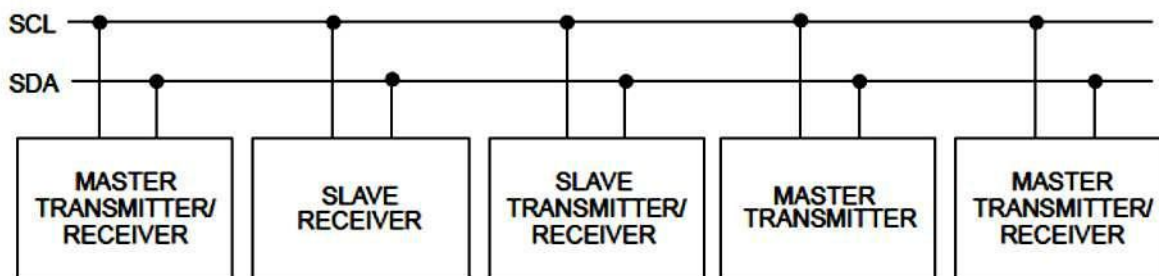 SCL
SDA
MASTER
TRANSMITTER/
RECEIVER
SLAVE
RECEIVER
SLAVE
TRANSMITTER/
RECEIVER
MASTER
TRANSMITTER
MASTER
TRANSMITTER/
RECEIVER